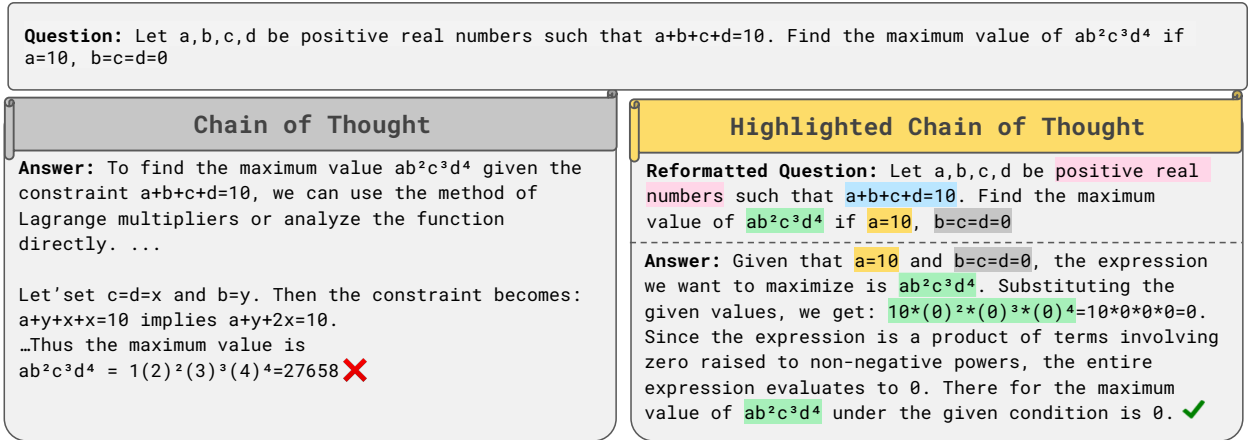 Question: Let a,b,c,d be positive real numbers such that a+b+c+d=10. Find the maximum value of ab²c³d⁴ if
a=10, b=c=d=0
Chain of Thought
Answer: To find the maximum value ab²c³d⁴ given the
constraint a+b+c+d=10, we can use the method of
Lagrange multipliers or analyze the function
directly. ...
Let'set c=d=x and b=y. Then the constraint becomes:
a+y+x+x=10 implies a+y+2x=10.
…Thus the maximum value is
ab²c³d⁴ = 1(2)²(3)³(4)⁴=27658
Highlighted Chain of Thought
Reformatted Question: Let a,b,c,d be positive real
numbers such that a+b+c+d=10. Find the maximum
value of ab²c³d⁴ if a=10, b=c=d=0
Answer: Given that a=10 and b=c=d=0, the expression
we want to maximize is ab²c³d⁴. Substituting the
given values, we get: 10*(0)²*(0)³*(0)⁴=10*0*0*0=0.
Since the expression is a product of terms involving
zero raised to non-negative powers, the entire
expression evaluates to 0. There for the maximum
value of ab²c³d⁴ under the given condition is 0.